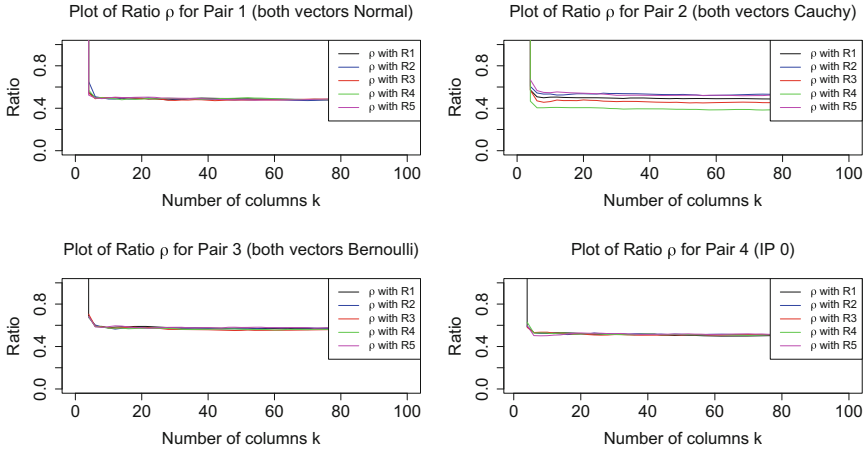 Plot of Ratio ρ for Pair 1 (both vectors Normal)
Ratio
0.0 0.4 0.8
ρ with R1
ρ with R2
ρ with R3
ρ with R4
ρ with R5
0 20 40 60 80 100
Number of columns k
Plot of Ratio ρ for Pair 2 (both vectors Cauchy)
Ratio
0.0 0.4 0.8
ρ with R1
ρ with R2
ρ with R3
ρ with R4
ρ with R5
0 20 40 60 80 100
Number of columns k
Plot of Ratio ρ for Pair 3 (both vectors Bernoulli)
Ratio
0.0 0.4 0.8
ρ with R1
ρ with R2
ρ with R3
ρ with R4
ρ with R5
0 20 40 60 80 100
Number of columns k
Plot of Ratio ρ for Pair 4 (IP 0)
Ratio
0.0 0.4 0.8
ρ with R1
ρ with R2
ρ with R3
ρ with R4
ρ with R5
0 20 40 60 80 100
Number of columns k